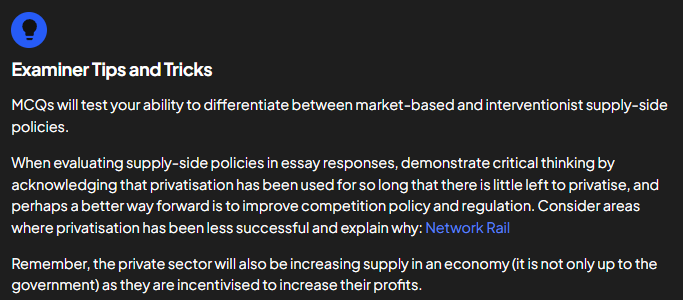 Examiner Tips and Tricks
MCQs will test your ability to differentiate between market-based and interventionist supply-side
policies.
When evaluating supply-side policies in essay responses, demonstrate critical thinking by
acknowledging that privatisation has been used for so long that there is little left to privatise, and
perhaps a better way forward is to improve competition policy and regulation. Consider areas
where privatisation has been less successful and explain why: Network Rail
Remember, the private sector will also be increasing supply in an economy (it is not only up to the
government) as they are incentivised to increase their profits.